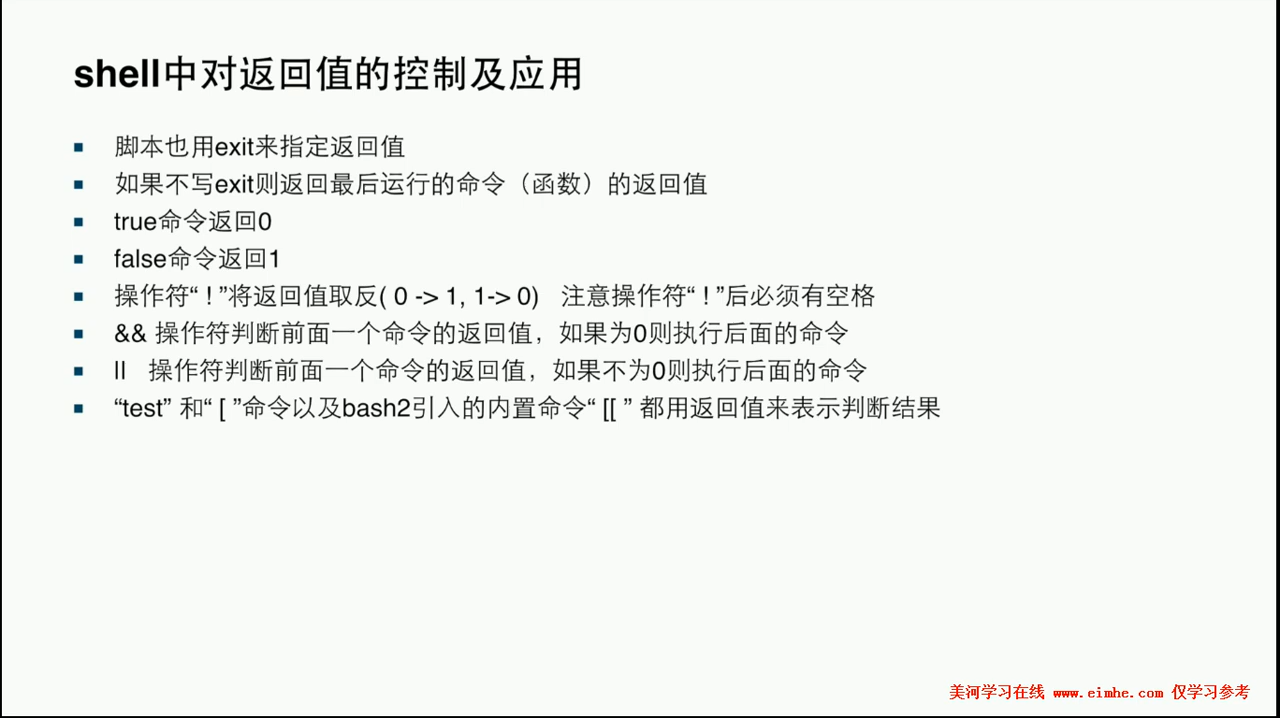 shell中对返回值的控制及应用
脚本也用exit来指定返回值
如果不写exit则返回最后运行的命令（函数）的返回值
true命令返回0
false命令返回1
操作符“ ! ”将返回值取反( 0 -> 1, 1-> 0) 注意操作符“ ! ”后必须有空格
&& 操作符判断前面一个命令的返回值，如果为0则执行后面的命令
|| 操作符判断前面一个命令的返回值，如果不为0则执行后面的命令
“test” 和“ [ ”命令以及bash2引入的内置命令“ [[ ” 都用返回值来表示判断结果
美河学习在线 www.eimhe.com 仅学习参考